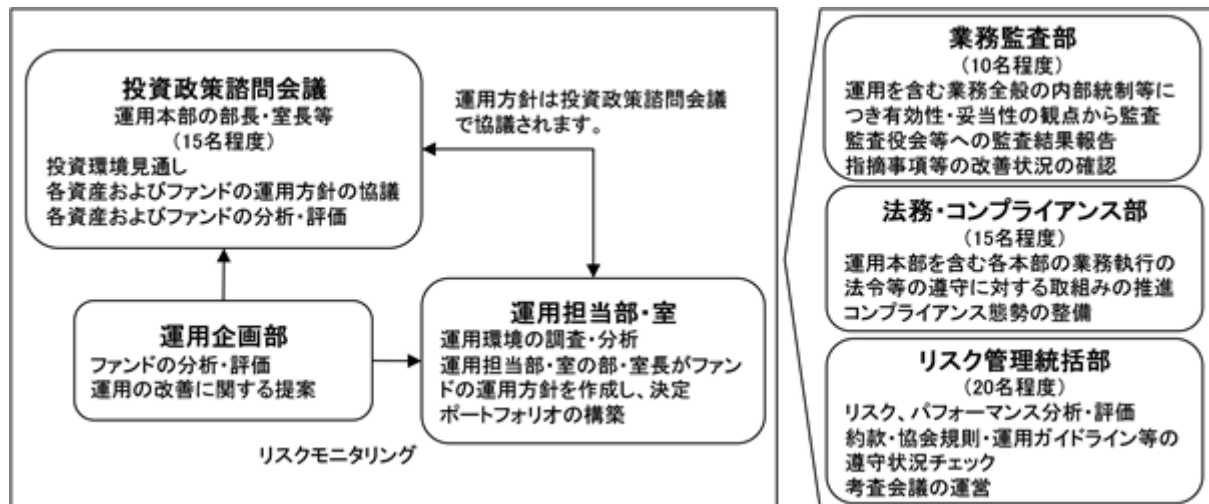 投資政策諮問会議
運用本部の部長・室長等
(15名程度)
投資環境見通し
各資産およびファンドの運用方針の協議
各資産およびファンドの分析・評価
運用方針は投資政策諮問会議
で協議されます。
運用企画部
ファンドの分析・評価
運用の改善に関する提案
運用担当部・室
運用環境の調査・分析
運用担当部・室の部・室長がファン
ドの運用方針を作成し、決定
ポートフォリオの構築
リスクモニタリング
業務監査部
(10名程度)
運用を含む業務全般の内部統制等に
つき有効性・妥当性の観点から監査
監査役会等への監査結果報告
指摘事項等の改善状況の確認
法務・コンプライアンス部
(15名程度)
運用本部を含む各本部の業務執行の
法令等の遵守に対する取組みの推進
コンプライアンス態勢の整備
リスク管理統括部
(20名程度)
リスク、パフォーマンス分析・評価
約款・協会規則・運用ガイドライン等の
遵守状況チェック
考査会議の運営